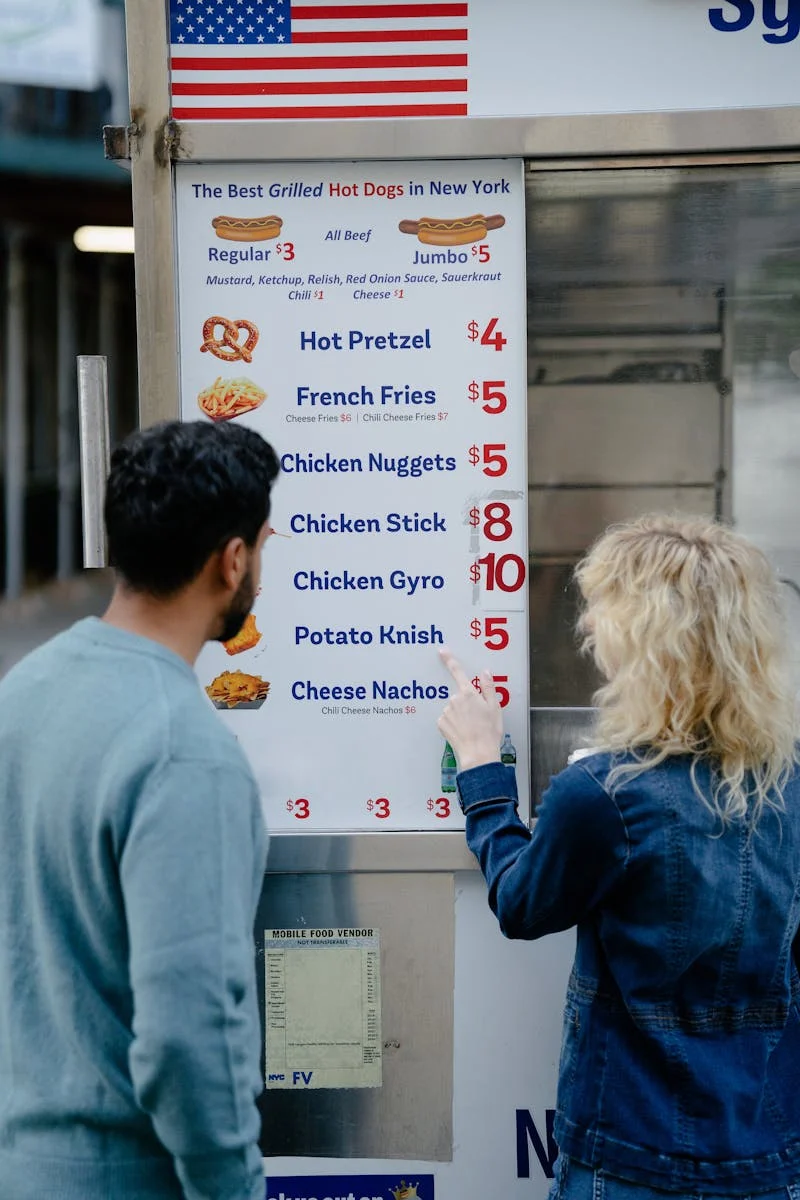 Sy
The Best Grilled Hot Dogs in New York
Regular $3
All Beef
Jumbo $5
Mustard, Ketchup, Relish, Red Onion Sauce, Sauerkraut
Chili $1 Cheese $1
Hot Pretzel $4
French Fries $5
Cheese Fries $6 | Chili Cheese Fries $7
Chicken Nuggets $5
Chicken Stick $8
Chicken Gyro $10
Potato Knish $5
Cheese Nachos $5
Chili Cheese Nachos $6
$3 $3 $3
MOBILE FOOD VENDOR
NOT TRANSFERABLE
NYC FV
N